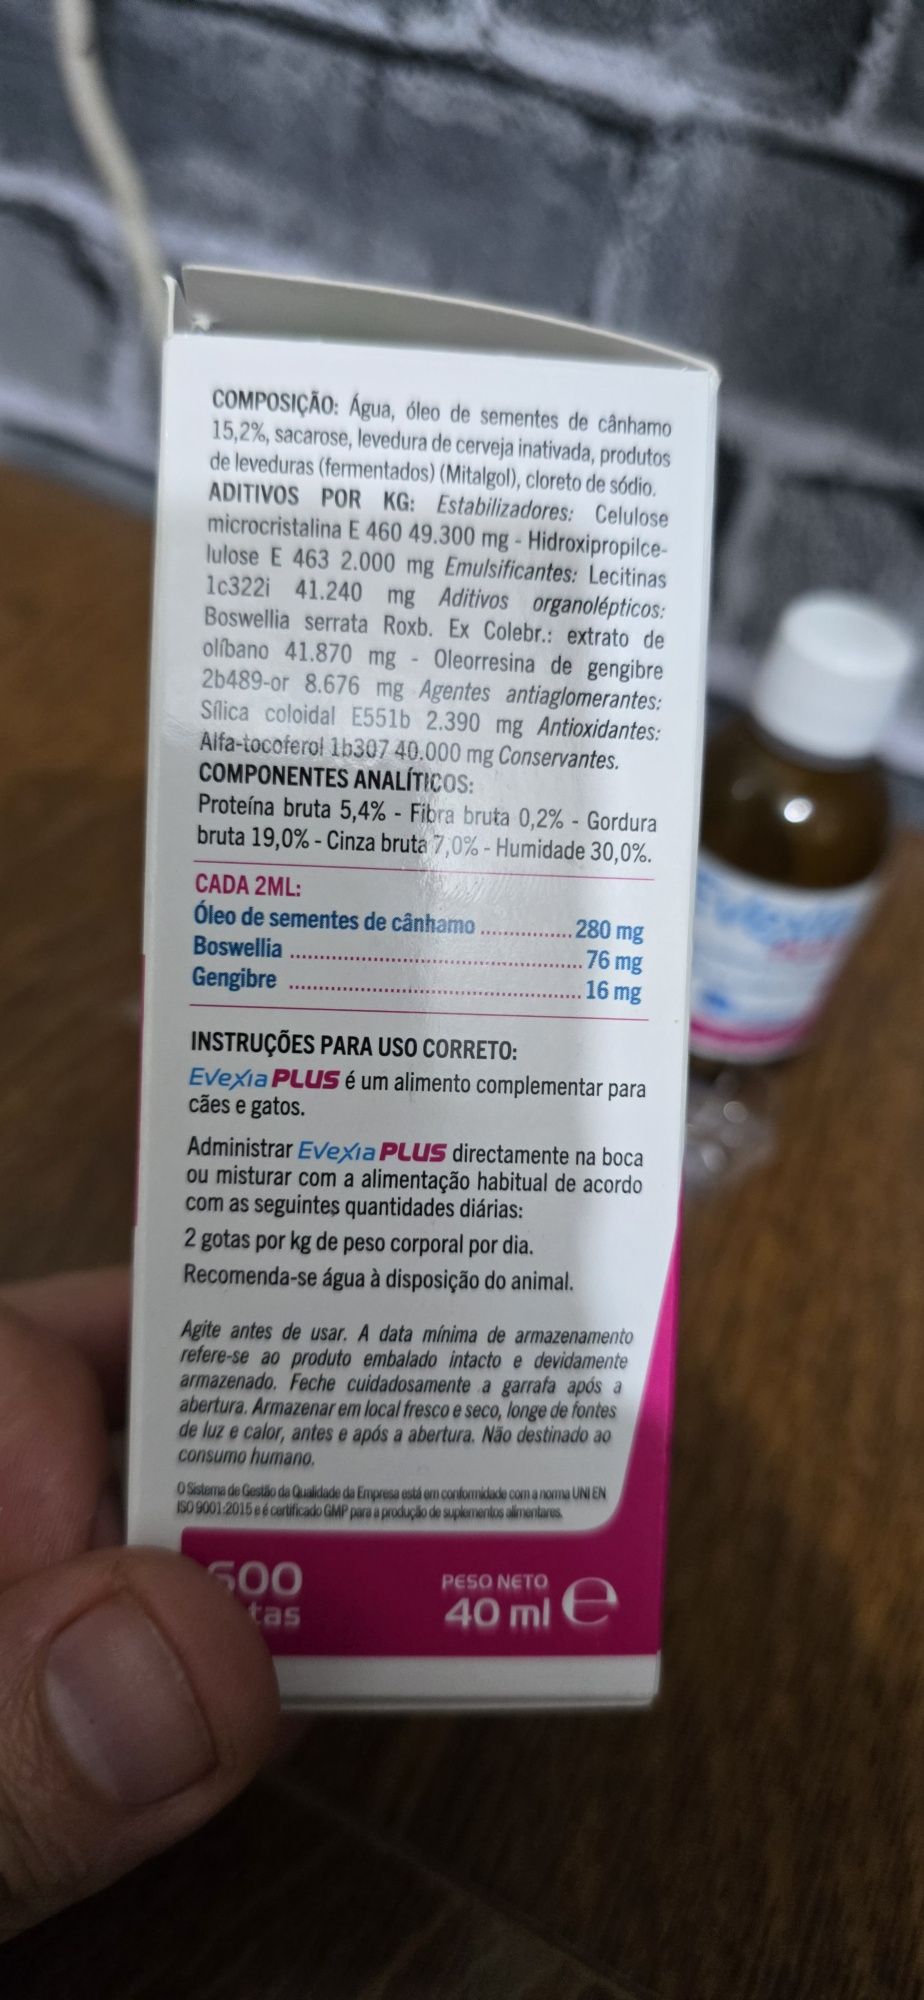 COMPOSIÇÃO: Água, óleo de sementes de cânhamo
15,2%, sacarose, levedura de cerveja inativada, produtos
de leveduras (fermentados) (Mitalgol), cloreto de sódio.
ADITIVOS POR KG: Estabilizadores: Celulose
microcristalina E 460 49.300 mg - Hidroxipropilce-
lulose E 463 2.000 mg Emulsificantes: Lecitinas
1c322i 41.240 mg Aditivos organolépticos:
Boswellia serrata Roxb. Ex Colebr.: extrato de
olíbano 41.870 mg - Oleorresina de gengibre
2b489-or 8.676 mg Agentes antiaglomerantes:
Sílica coloidal E551b 2.390 mg Antioxidantes:
Alfa-tocoferol 1b307 40.000 mg Conservantes.
COMPONENTES ANALÍTICOS:
Proteína bruta 5,4% - Fibra bruta 0,2% - Gordura
bruta 19,0% - Cinza bruta 7,0% - Humidade 30,0%.
CADA 2ML:
Óleo de sementes de cânhamo ............... 280 mg
Boswellia ............................................... 76 mg
Gengibre ............................................... 16 mg
INSTRUÇÕES PARA USO CORRETO:
Evexia PLUS é um alimento complementar para
cães e gatos.
Administrar Evexia PLUS directamente na boca
ou misturar com a alimentação habitual de acordo
com as seguintes quantidades diárias:
2 gotas por kg de peso corporal por dia.
Recomenda-se água à disposição do animal.
Agite antes de usar. A data mínima de armazenamento
refere-se ao produto embalado intacto e devidamente
armazenado. Feche cuidadosamente a garrafa após a
abertura. Armazenar em local fresco e seco, longe de fontes
de luz e calor, antes e após a abertura. Não destinado ao
consumo humano.
O Sistema de Gestão da Qualidade da Empresa está em conformidade com a norma UNI EN
ISO 9001:2015 e é certificado GMP para a produção de suplementos alimentares.
600
tas
PESO NETO
40 ml e
Evexia